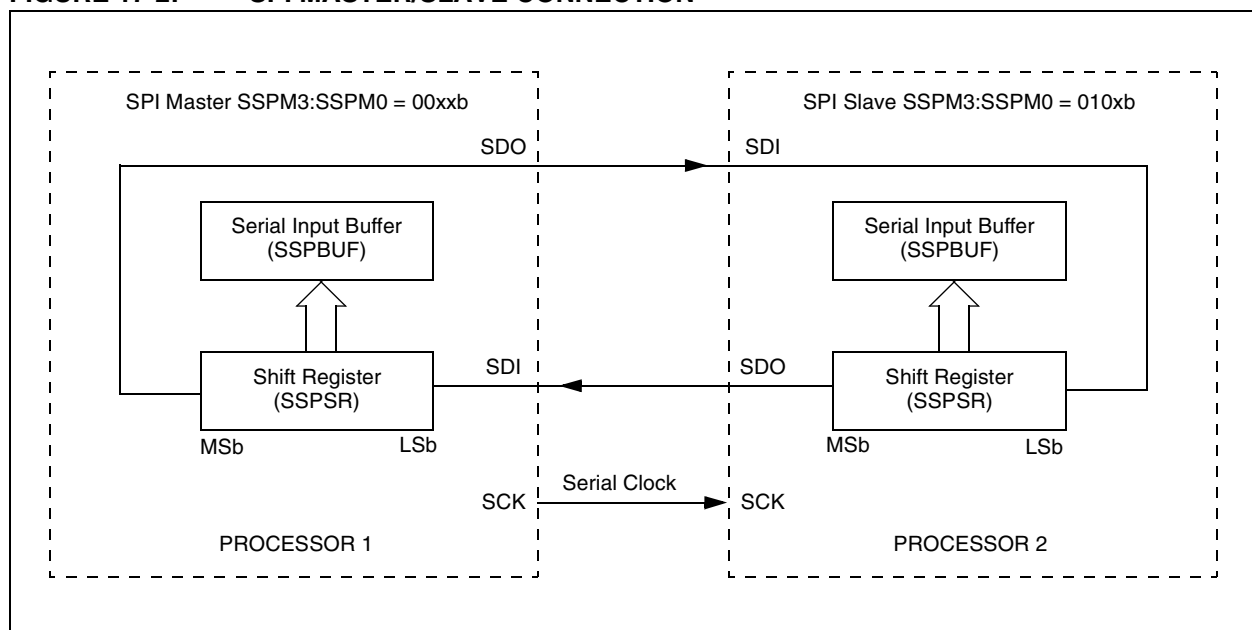 SPI Master SSPM3:SSPM0 = 00xxb
SPI Slave SSPM3:SSPM0 = 010xb
SDO
SDI
Serial Input Buffer
(SSPBUF)
Serial Input Buffer
(SSPBUF)
Shift Register
(SSPSR)
SDI
SDO
Shift Register
(SSPSR)
MSb
LSb
MSb
LSb
Serial Clock
SCK
SCK
PROCESSOR 1
PROCESSOR 2